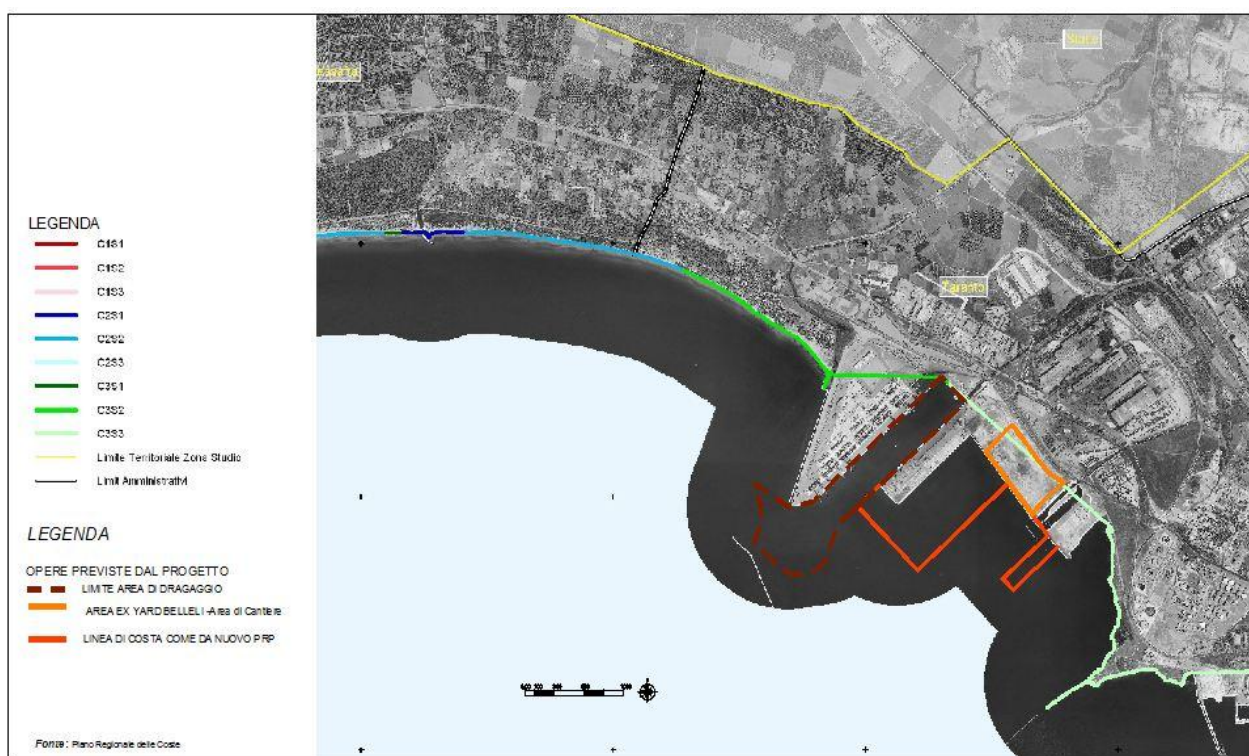 LEGENDA
C1S1
C1S2
C1S3
C2S1
C2S2
C2S3
C3S1
C3S2
C3S3
Limite Territoriale Zona Studio
Limiti Amministrativi
LEGENDA
OPERE PREVISTE DAL PROGETTO
LIMITE AREA DI DRAGAGGIO
AREA EX YARD BELLELI -Area di Cantiere
LINEA DI COSTA COME DA NUOVO PRP
Fonte: Piano Regionale delle Coste
Statte
Taranto